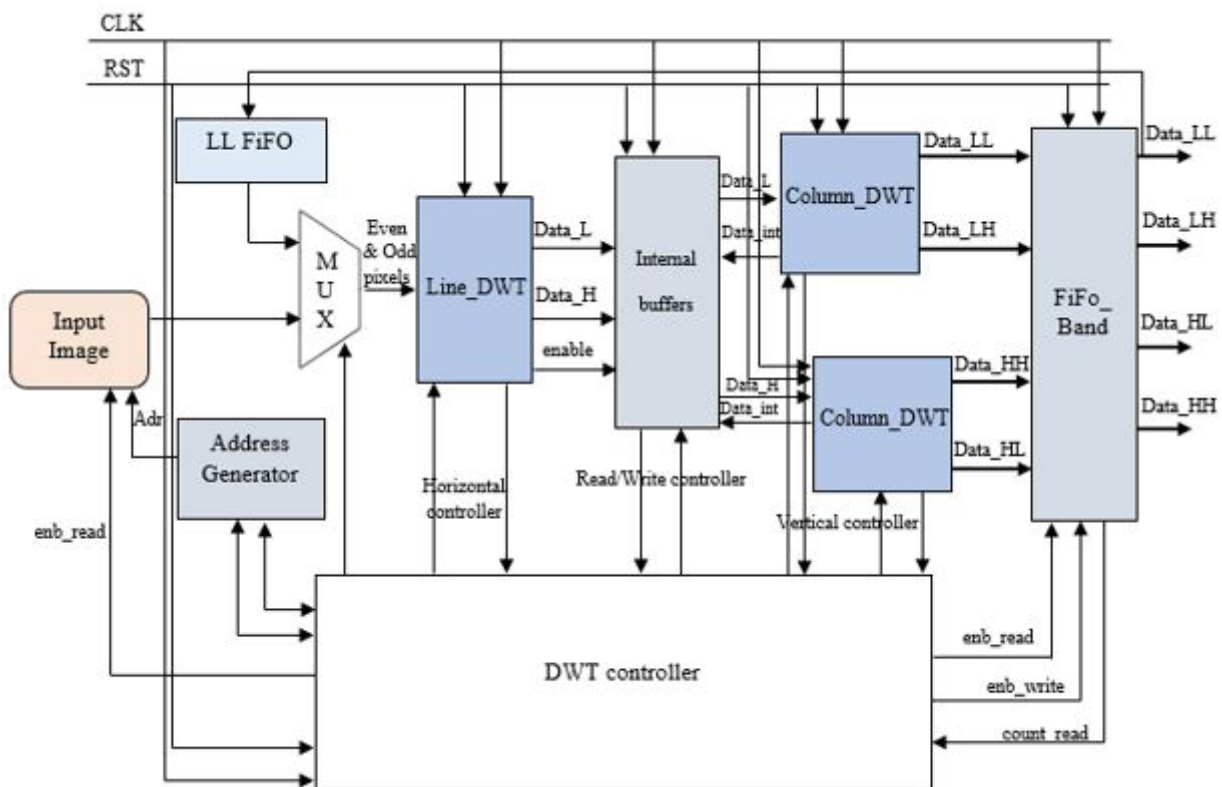 CLK
RST
LL FiFO
M
U
X
Even
& Odd
pixels
Line_DWT
Data_L
Data_H
enable
Internal
buffers
Data_L
Data_int
Data_H
Data_int
Column_DWT
Column_DWT
Data_LL
Data_LH
Data_HH
Data_HL
FiFo_
Band
Data_LL
Data_LH
Data_HL
Data_HH
Input
Image
Adr
Address
Generator
enb_read
Horizontal
controller
Read/Write controller
Vertical controller
DWT controller
enb_read
enb_write
count_read